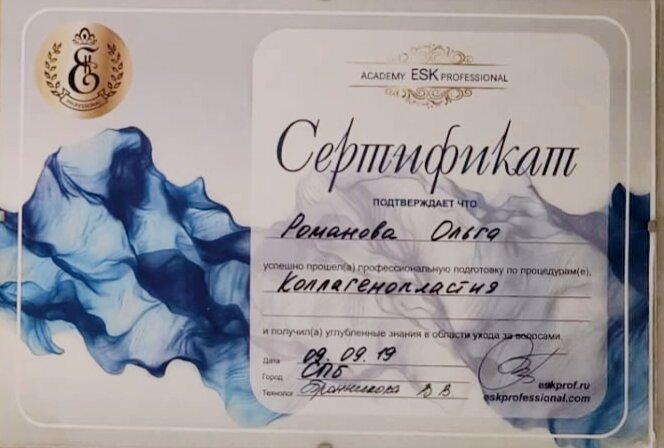 PROFESSIONAL
ACADEMY ESK PROFESSIONAL
Сертификат
ПОДТВЕРЖДАЕТ ЧТО
Романова Ольга
успешно прошел(а) профессиональную подготовку по процедурам(е),
Коллагенопластия
и получил(а) углубленные знания в области ухода за волосами.
Дата 09.09.19
Город СПБ
Технолог В В
eskprof.ru
eskprofessional.com